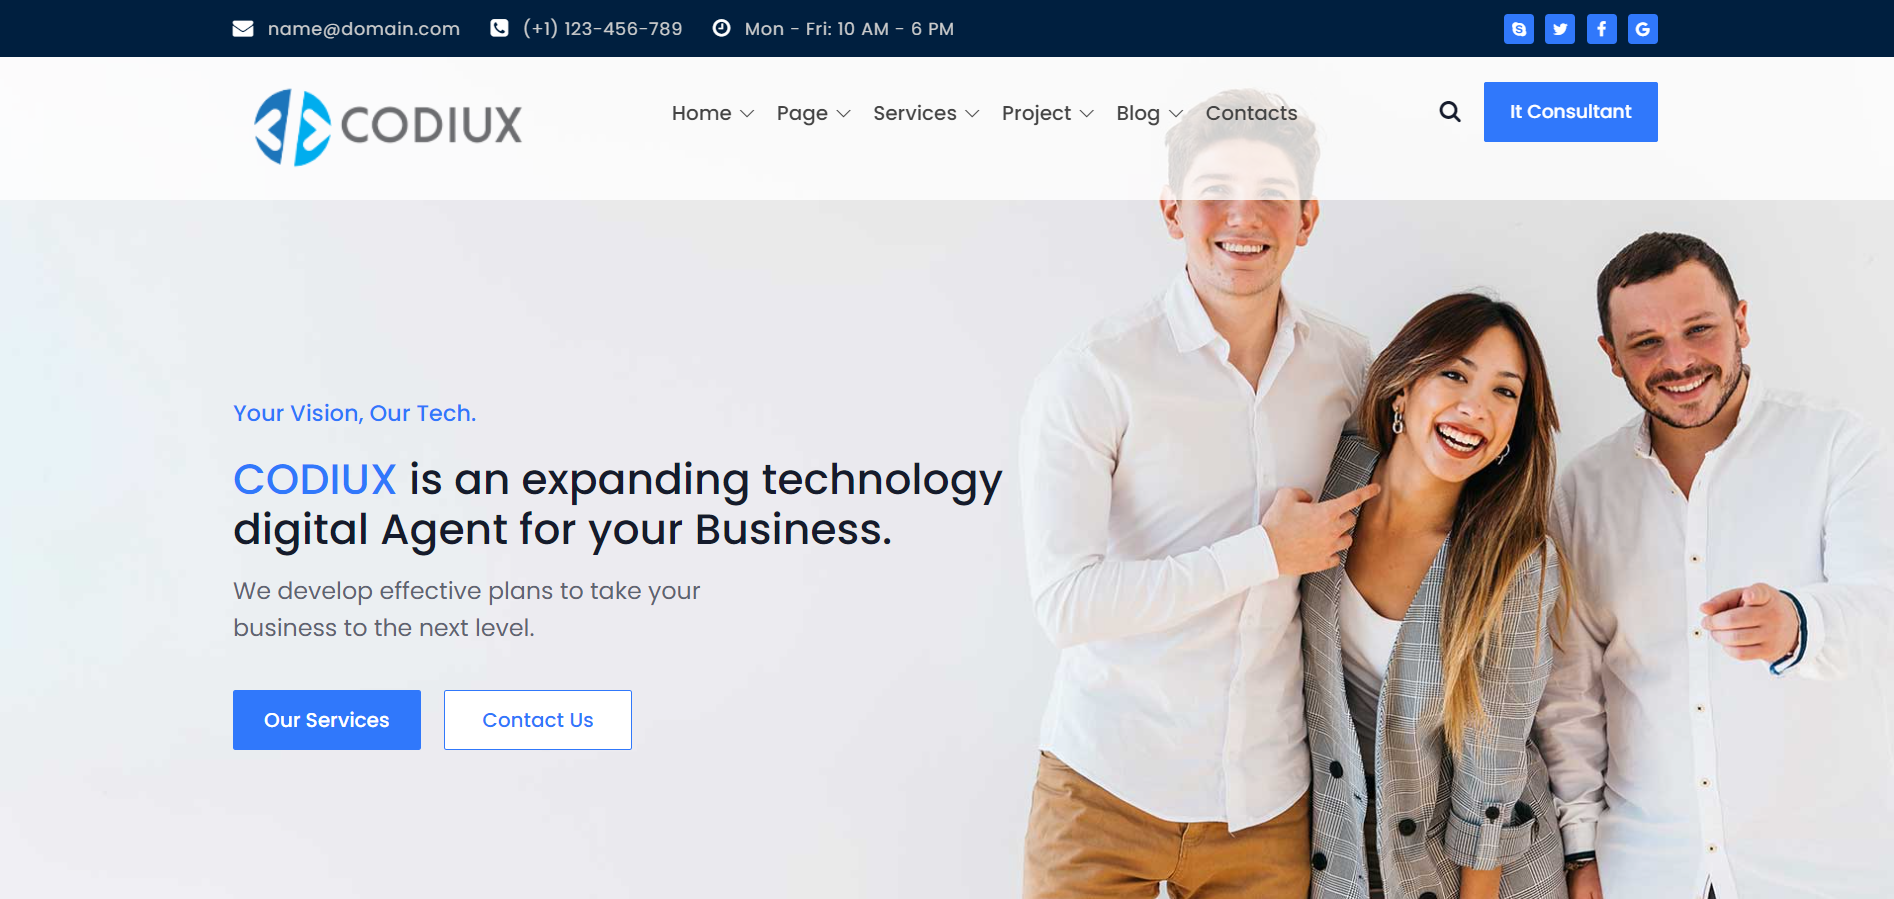 name@domain.com
(+1) 123-456-789
Mon - Fri: 10 AM - 6 PM
CODIUX
Home
Page
Services
Project
Blog
Contacts
It Consultant
Your Vision, Our Tech.
CODIUX is an expanding technology
digital Agent for your Business.
We develop effective plans to take your
business to the next level.
Our Services
Contact Us